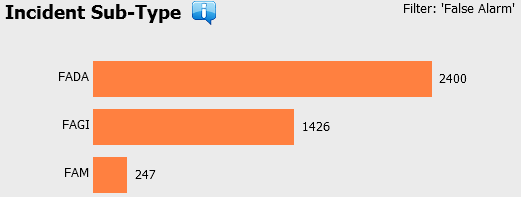 Incident Sub-Type
Filter: 'False Alarm'
FADA 2400
FAGI 1426
FAM 247